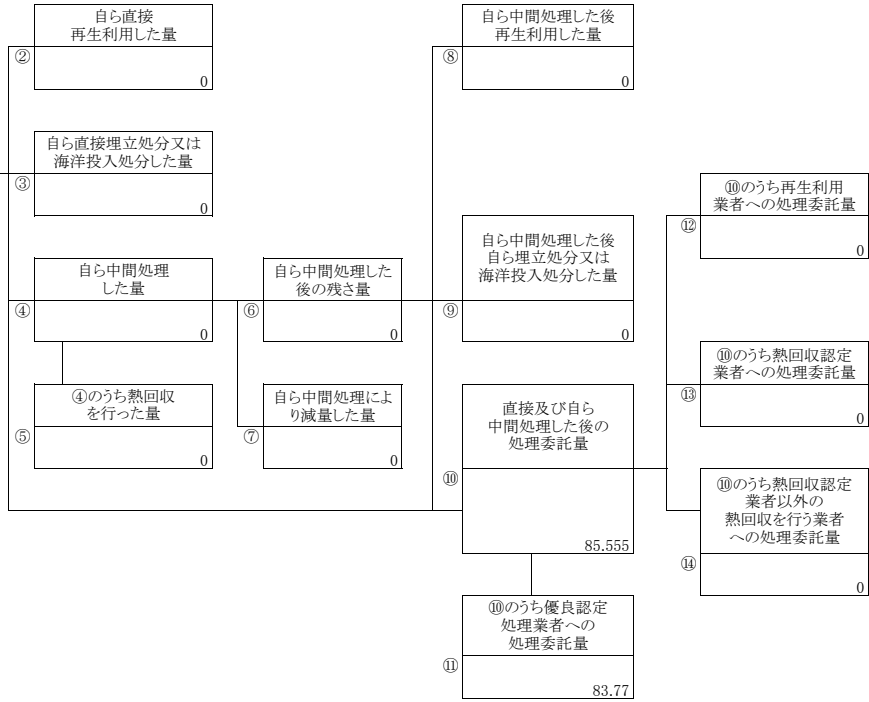 自ら直接
再生利用した量
②
0
自ら直接埋立処分又は
海洋投入処分した量
③
0
自ら中間処理
した量
④
0
④のうち熱回収
を行った量
⑤
0
自ら中間処理した
後の残さ量
⑥
0
自ら中間処理によ
り減量した量
⑦
0
自ら中間処理した後
再生利用した量
⑧
0
自ら中間処理した後
自ら埋立処分又は
海洋投入処分した量
⑨
0
直接及び自ら
中間処理した後の
処理委託量
⑩
85.555
⑩のうち優良認定
処理業者への
処理委託量
⑪
83.77
⑩のうち再生利用
業者への処理委託量
⑫
0
⑩のうち熱回収認定
業者への処理委託量
⑬
0
⑩のうち熱回収認定
業者以外の
熱回収を行う業者
への処理委託量
⑭
0